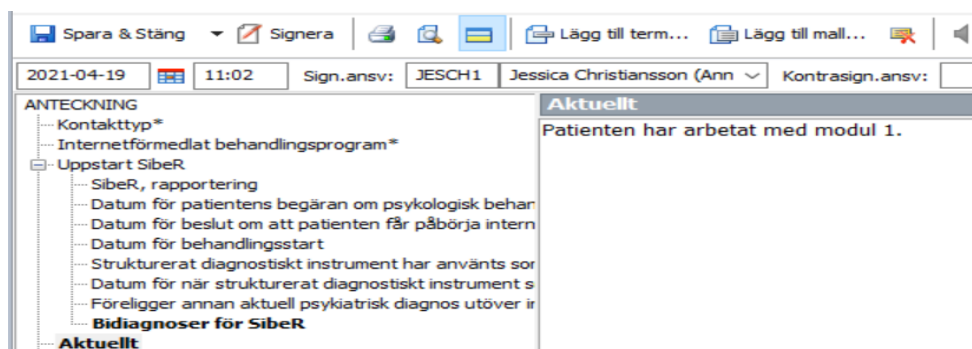 Spara & Stäng Signera Lägg till term... Lägg till mall...
2021-04-19 11:02 Sign.ansv: JESCH1 Jessica Christiansson (Ann Kontrasign.ansv:
ANTECKNING
Kontakttyp*
Internetförmedlat behandlingsprogram*
Uppstart SibeR
SibeR, rapportering
Datum för patientens begäran om psykologisk behan
Datum för beslut om att patienten får påbörja intern
Datum för behandlingsstart
Strukturerat diagnostiskt instrument har använts sor
Datum för när strukturerat diagnostiskt instrument s
Föreligger annan aktuell psykiatrisk diagnos utöver ir
Bidiagnoser för SibeR
Aktuellt
Aktuellt
Patienten har arbetat med modul 1.